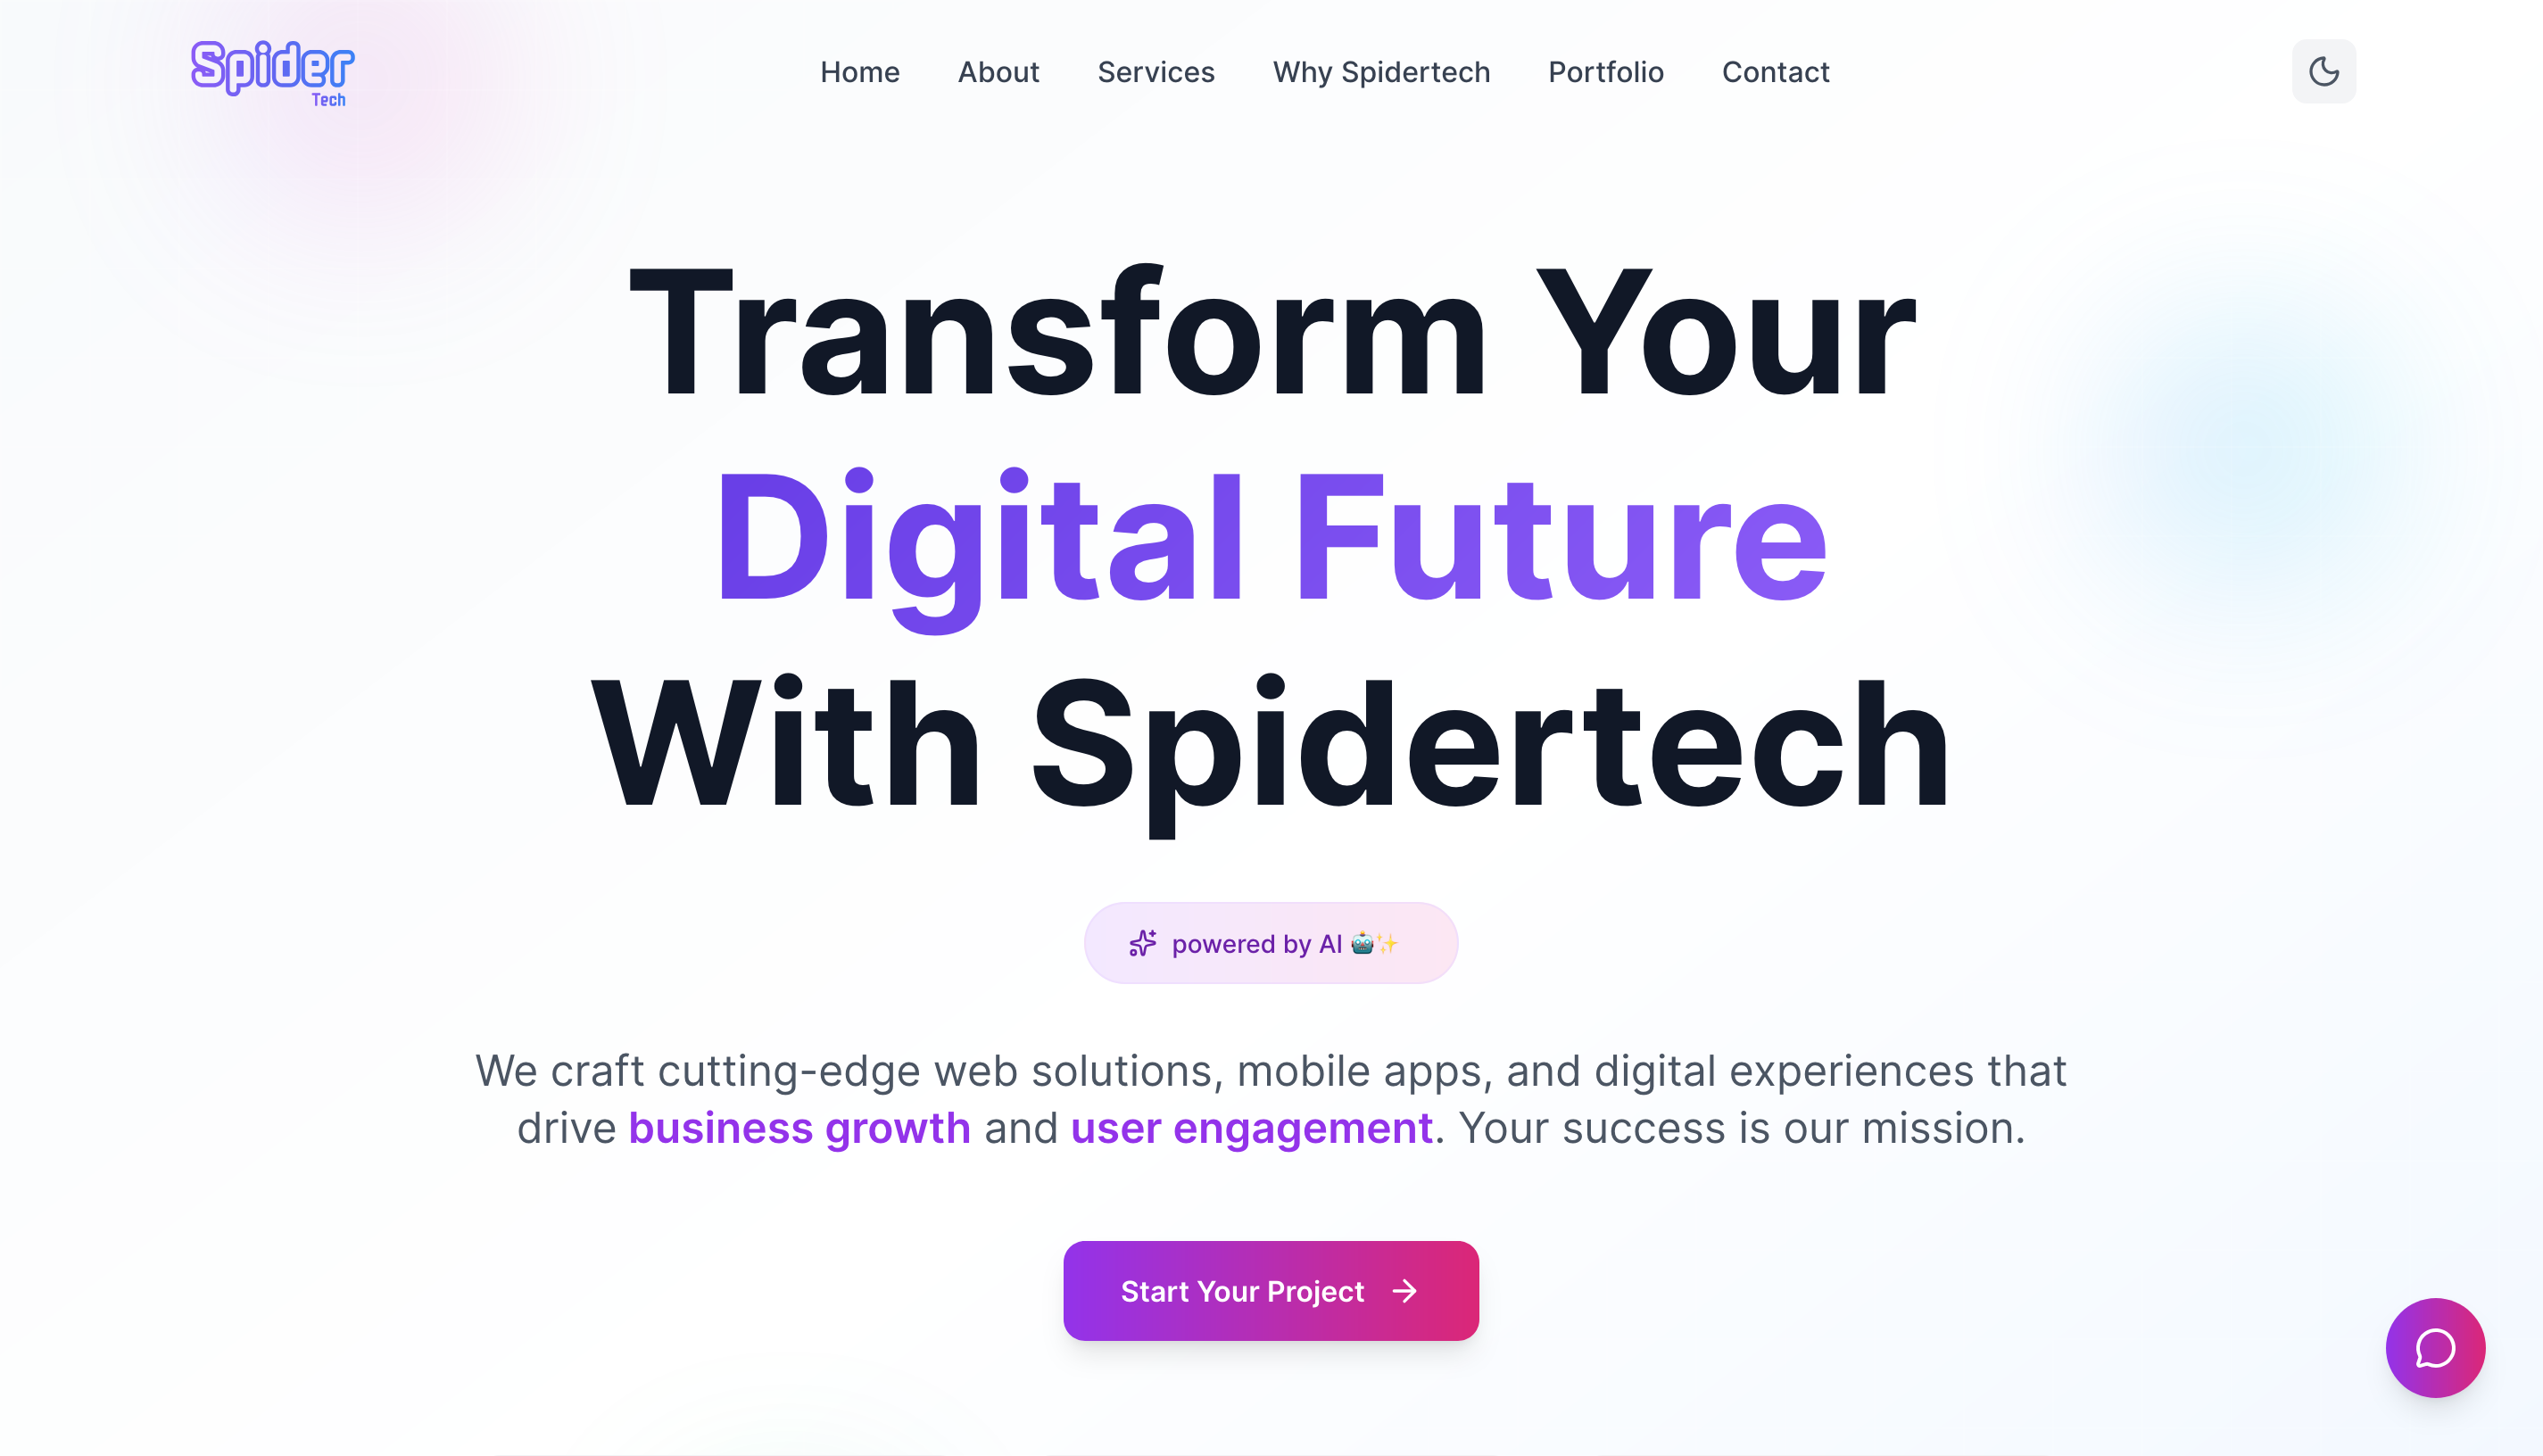 Spider
Tech
Home About Services Why Spidertech Portfolio Contact
Transform Your
Digital Future
With Spidertech
powered by AI 🤖✨
We craft cutting-edge web solutions, mobile apps, and digital experiences that
drive business growth and user engagement. Your success is our mission.
Start Your Project →